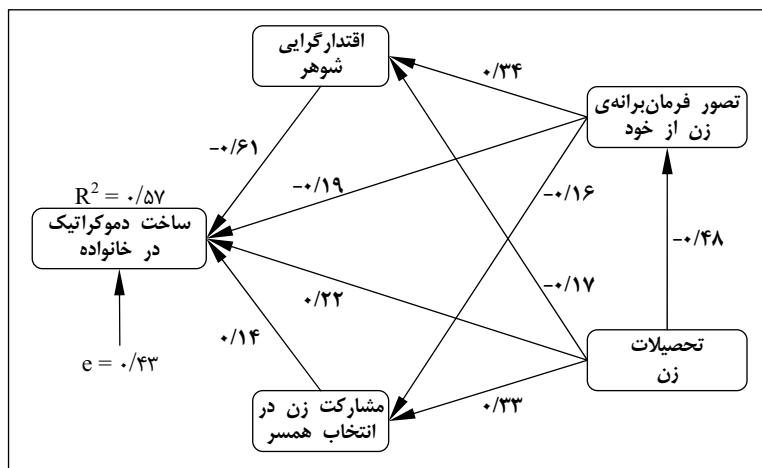 اقتدارگرایی
شوهر
۰/۳۴
تصور فرمان‌برانه‌ی
زن از خود
−۰/۶۱
−۰/۱۹
−۰/۱۶
R² = ۰/۵۷
ساخت دموکراتیک
در خانواده
−۰/۴۸
−۰/۱۷
۰/۲۲
۰/۱۴
تحصیلات
زن
e = ۰/۴۳
مشارکت زن در
انتخاب همسر
۰/۳۳